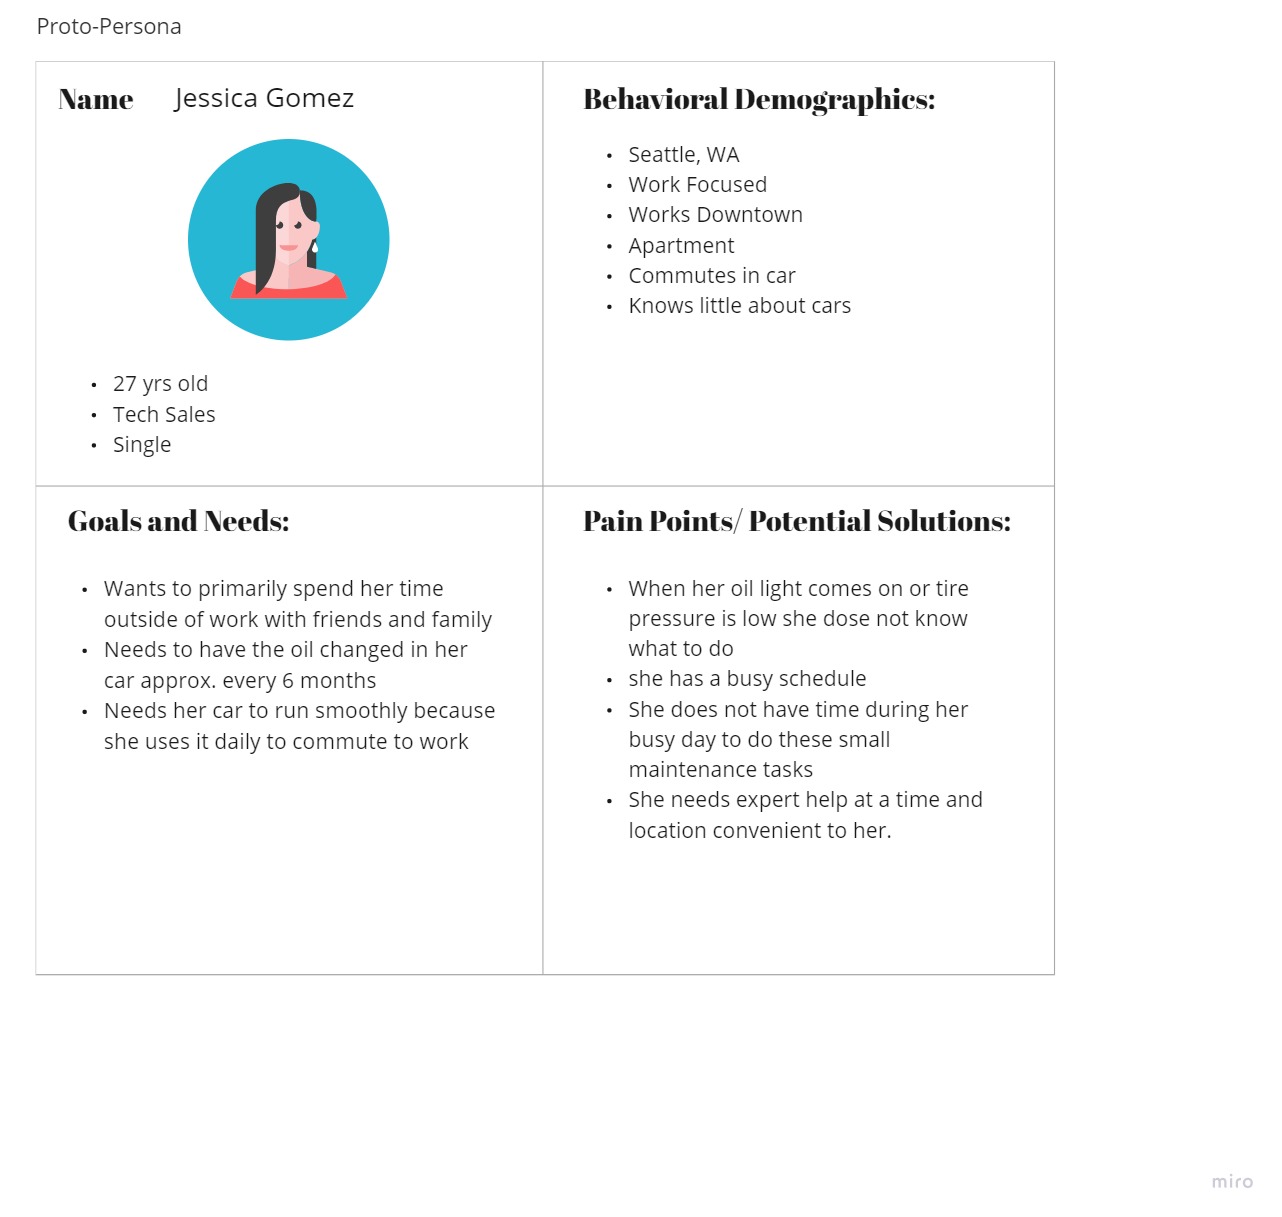 Proto-Persona
Name Jessica Gomez
27 yrs old
Tech Sales
Single
Behavioral Demographics:
Seattle, WA
Work Focused
Works Downtown
Apartment
Commutes in car
Knows little about cars
Goals and Needs:
Wants to primarily spend her time
outside of work with friends and family
Needs to have the oil changed in her
car approx. every 6 months
Needs her car to run smoothly because
she uses it daily to commute to work
Pain Points/ Potential Solutions:
When her oil light comes on or tire
pressure is low she dose not know
what to do
she has a busy schedule
She does not have time during her
busy day to do these small
maintenance tasks
She needs expert help at a time and
location convenient to her.
miro